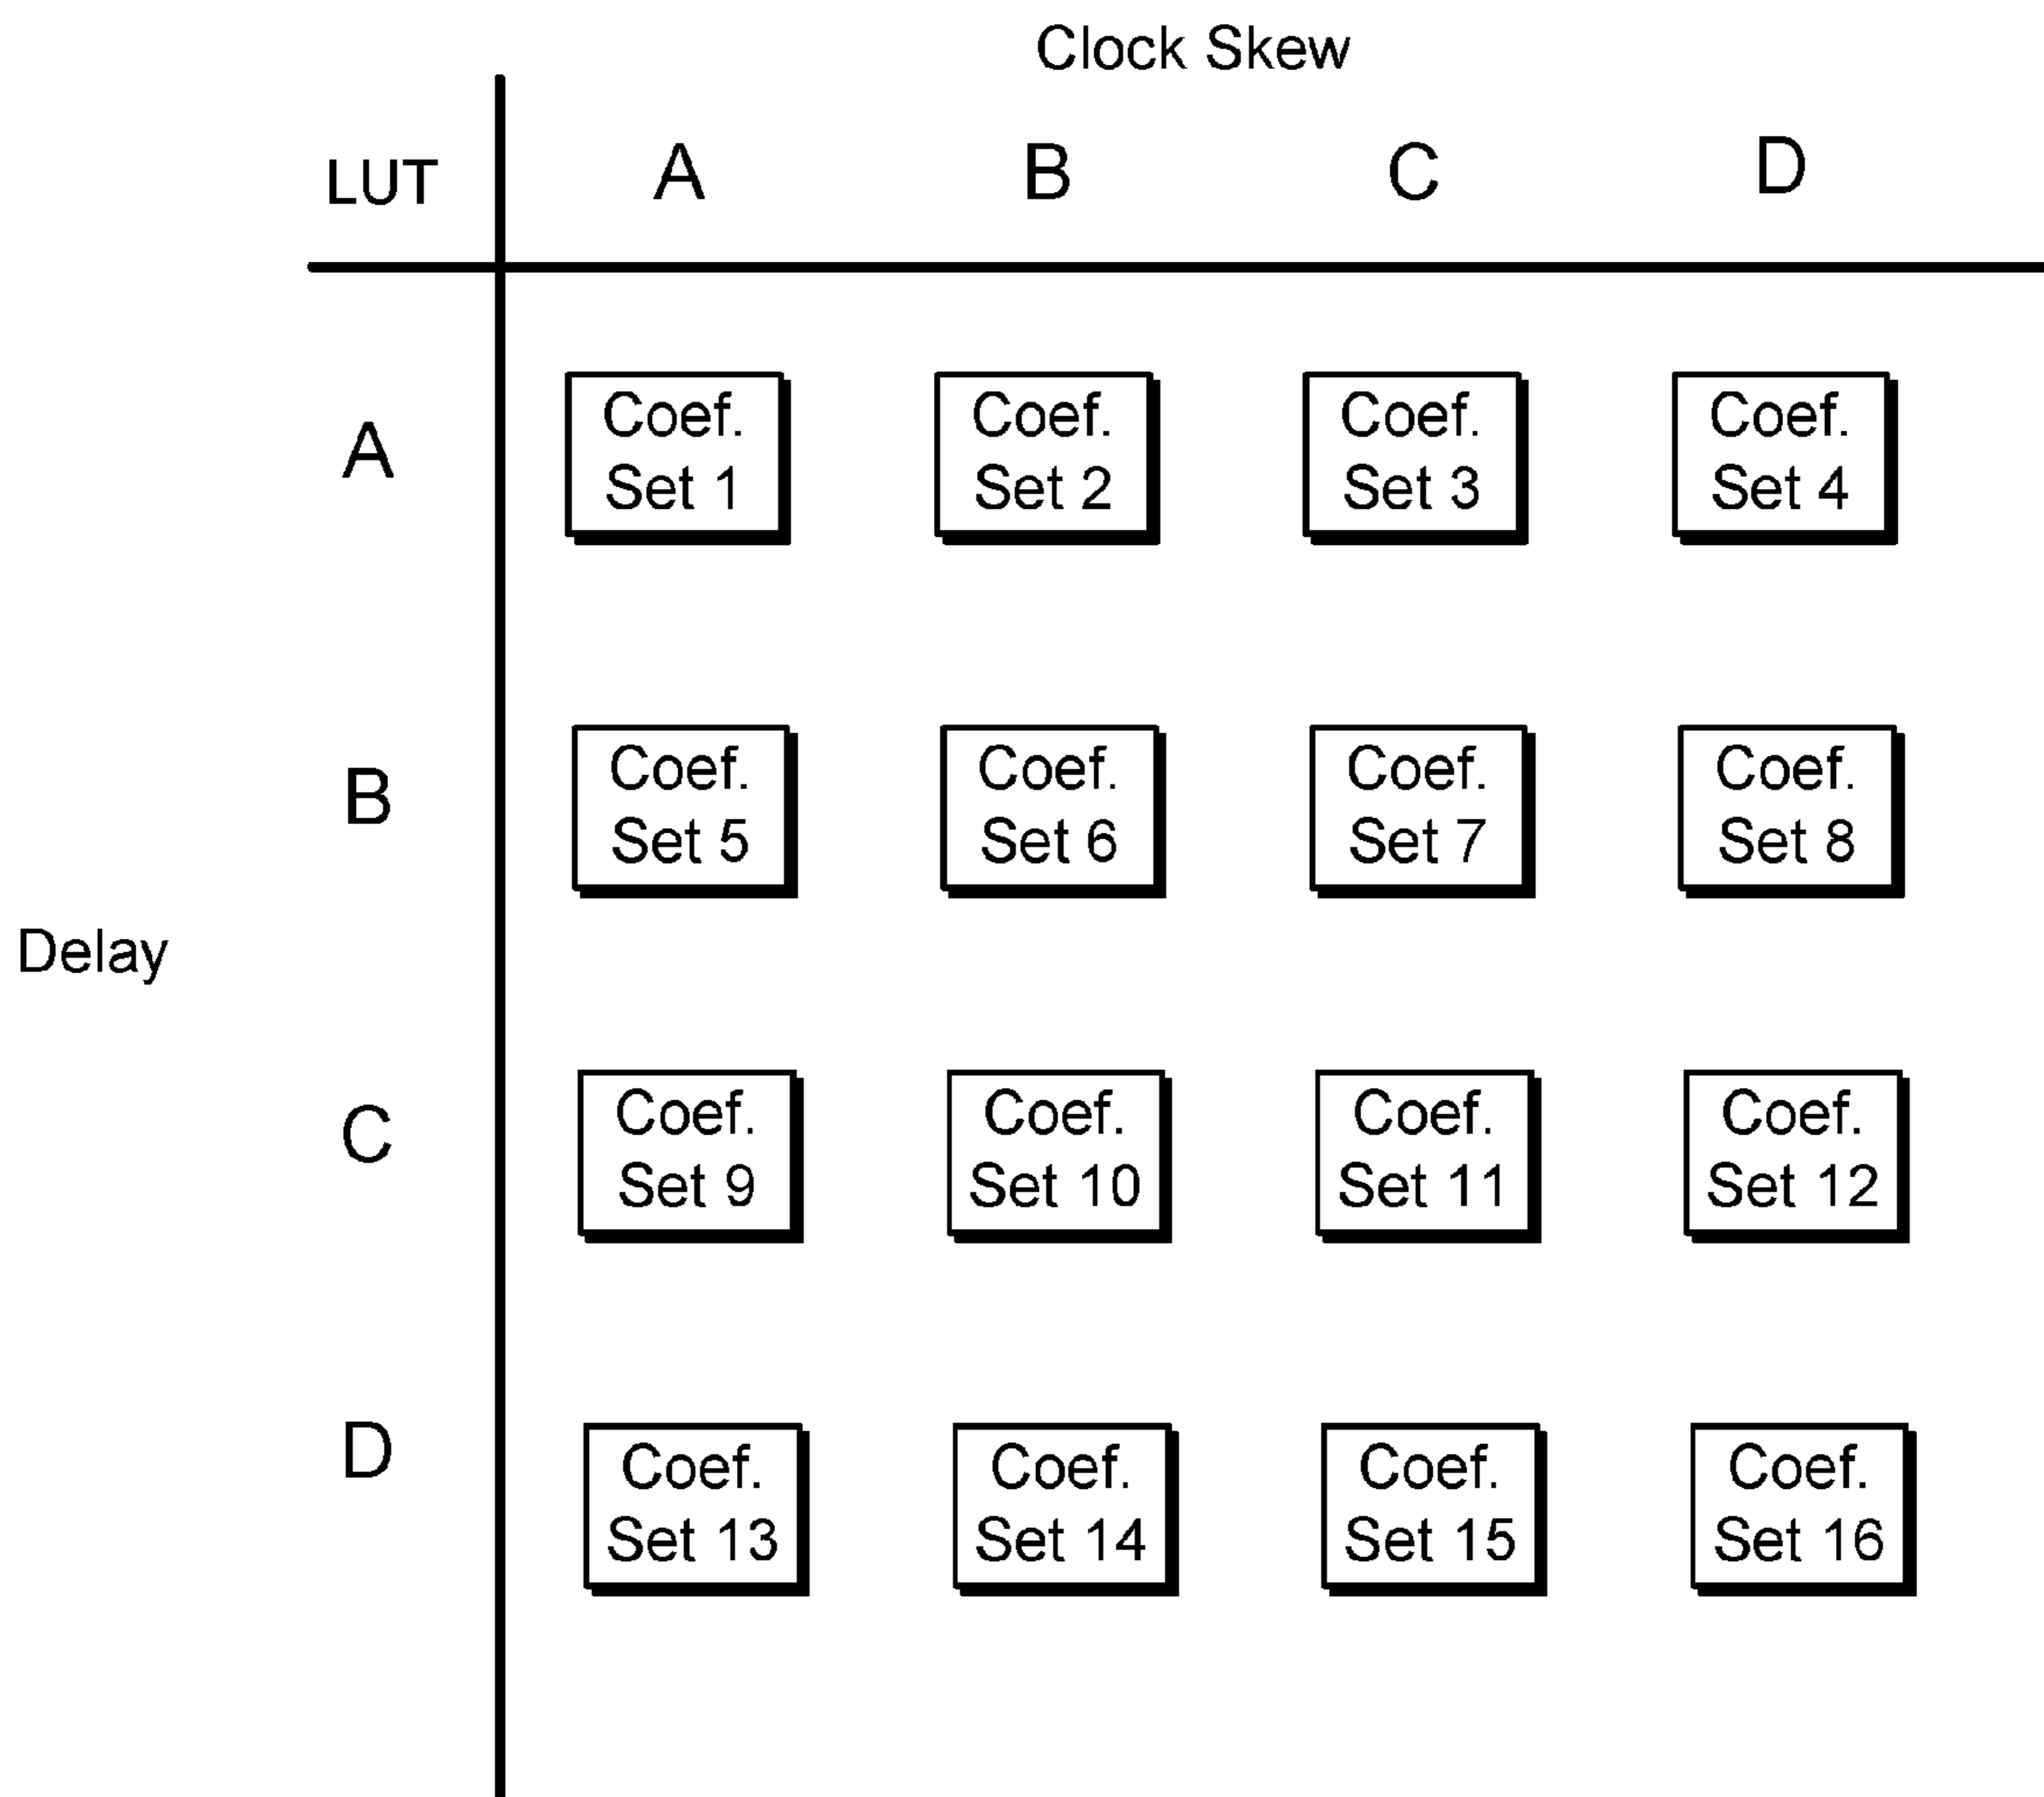 Clock Skew
LUT A B C D
A
Coef.
Set 1
Coef.
Set 2
Coef.
Set 3
Coef.
Set 4
B
Coef.
Set 5
Coef.
Set 6
Coef.
Set 7
Coef.
Set 8
Delay
C
Coef.
Set 9
Coef.
Set 10
Coef.
Set 11
Coef.
Set 12
D
Coef.
Set 13
Coef.
Set 14
Coef.
Set 15
Coef.
Set 16